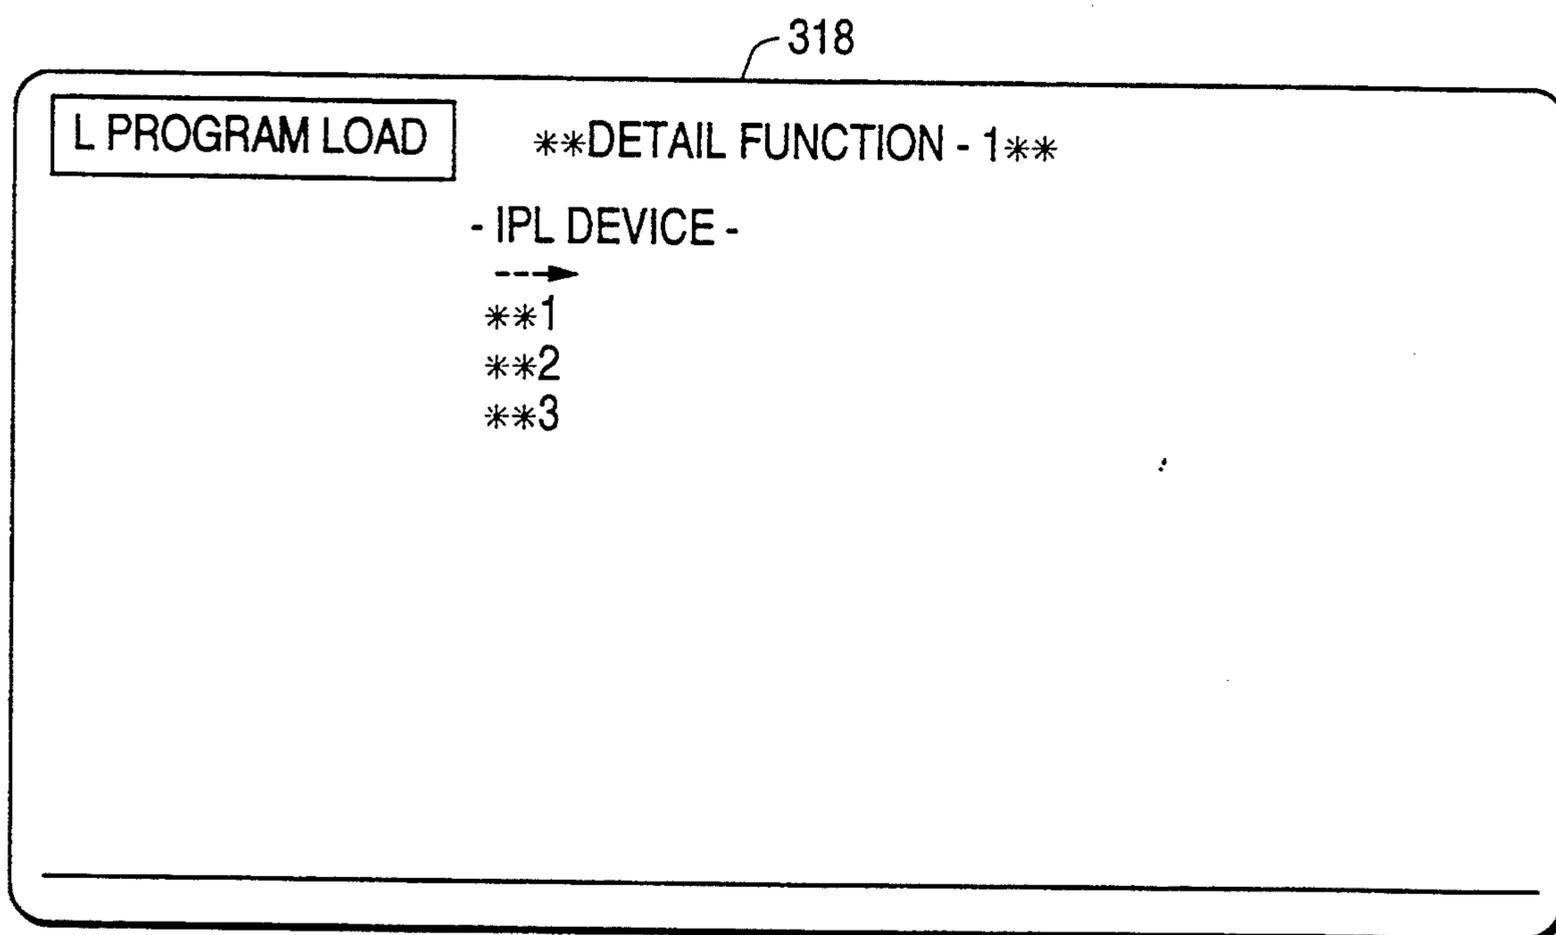 318
L PROGRAM LOAD **DETAIL FUNCTION - 1**
- IPL DEVICE -
**1
**2
**3